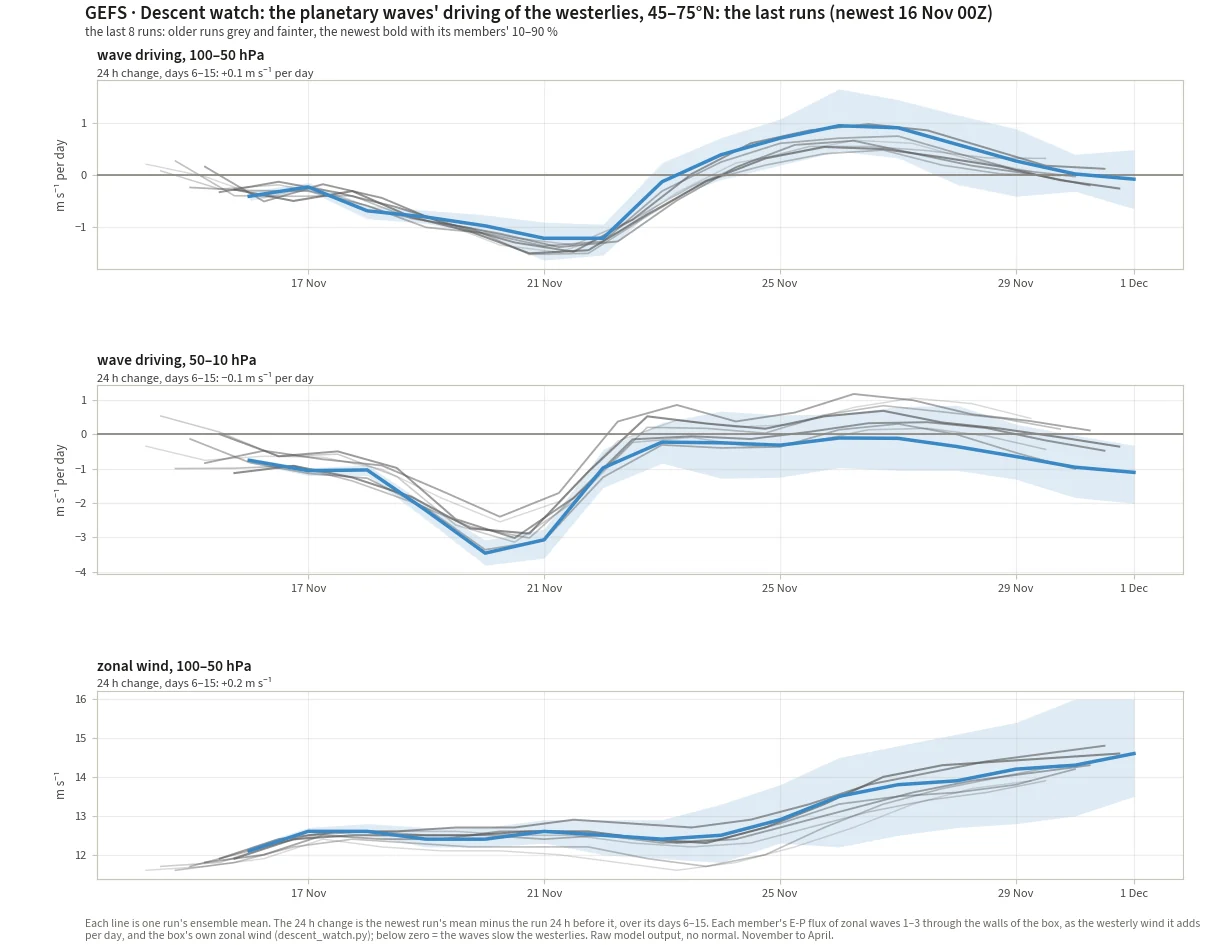 GEFS · Descent watch: the planetary waves' driving of the westerlies, 45–75°N: the last runs (newest 16 Nov 00Z)
the last 8 runs: older runs grey and fainter, the newest bold with its members' 10–90 %
wave driving, 100–50 hPa
24 h change, days 6–15: +0.1 m s⁻¹ per day
m s⁻¹ per day
1
0
−1
17 Nov
21 Nov
25 Nov
29 Nov
1 Dec
wave driving, 50–10 hPa
24 h change, days 6–15: −0.1 m s⁻¹ per day
m s⁻¹ per day
1
0
−1
−2
−3
−4
17 Nov
21 Nov
25 Nov
29 Nov
1 Dec
zonal wind, 100–50 hPa
24 h change, days 6–15: +0.2 m s⁻¹
m s⁻¹
16
15
14
13
12
17 Nov
21 Nov
25 Nov
29 Nov
1 Dec
Each line is one run's ensemble mean. The 24 h change is the newest run's mean minus the run 24 h before it, over its days 6–15. Each member's E-P flux of zonal waves 1–3 through the walls of the box, as the westerly wind it adds
per day, and the box's own zonal wind (descent_watch.py); below zero = the waves slow the westerlies. Raw model output, no normal. November to April.